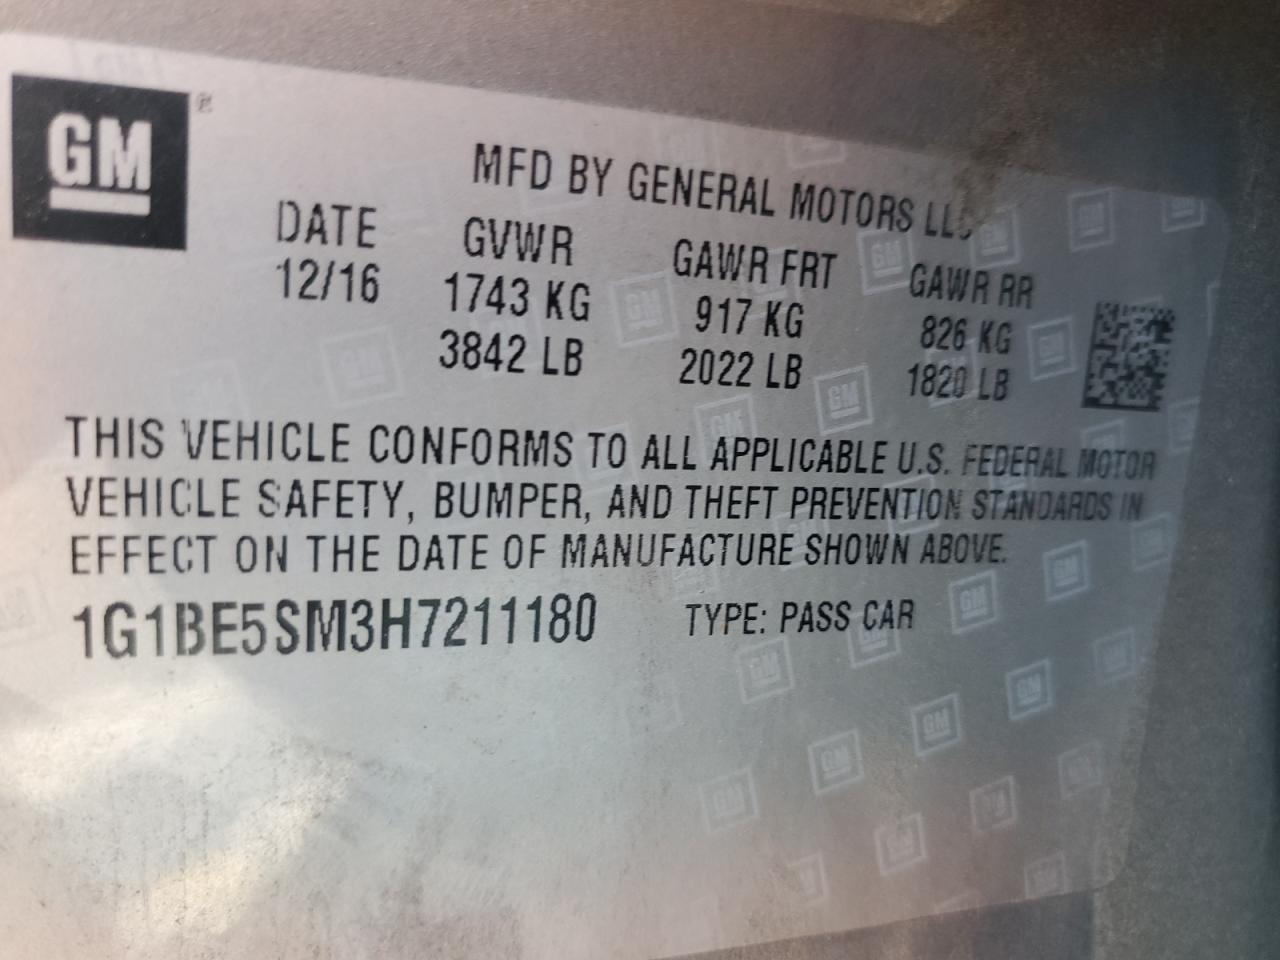 GM®
MFD BY GENERAL MOTORS LLC
DATE GVWR GAWR FRT GAWR RR
12/16 1743 KG 917 KG 826 KG
3842 LB 2022 LB 1820 LB
THIS VEHICLE CONFORMS TO ALL APPLICABLE U.S. FEDERAL MOTOR
VEHICLE SAFETY, BUMPER, AND THEFT PREVENTION STANDARDS IN
EFFECT ON THE DATE OF MANUFACTURE SHOWN ABOVE.
1G1BE5SM3H7211180 TYPE: PASS CAR